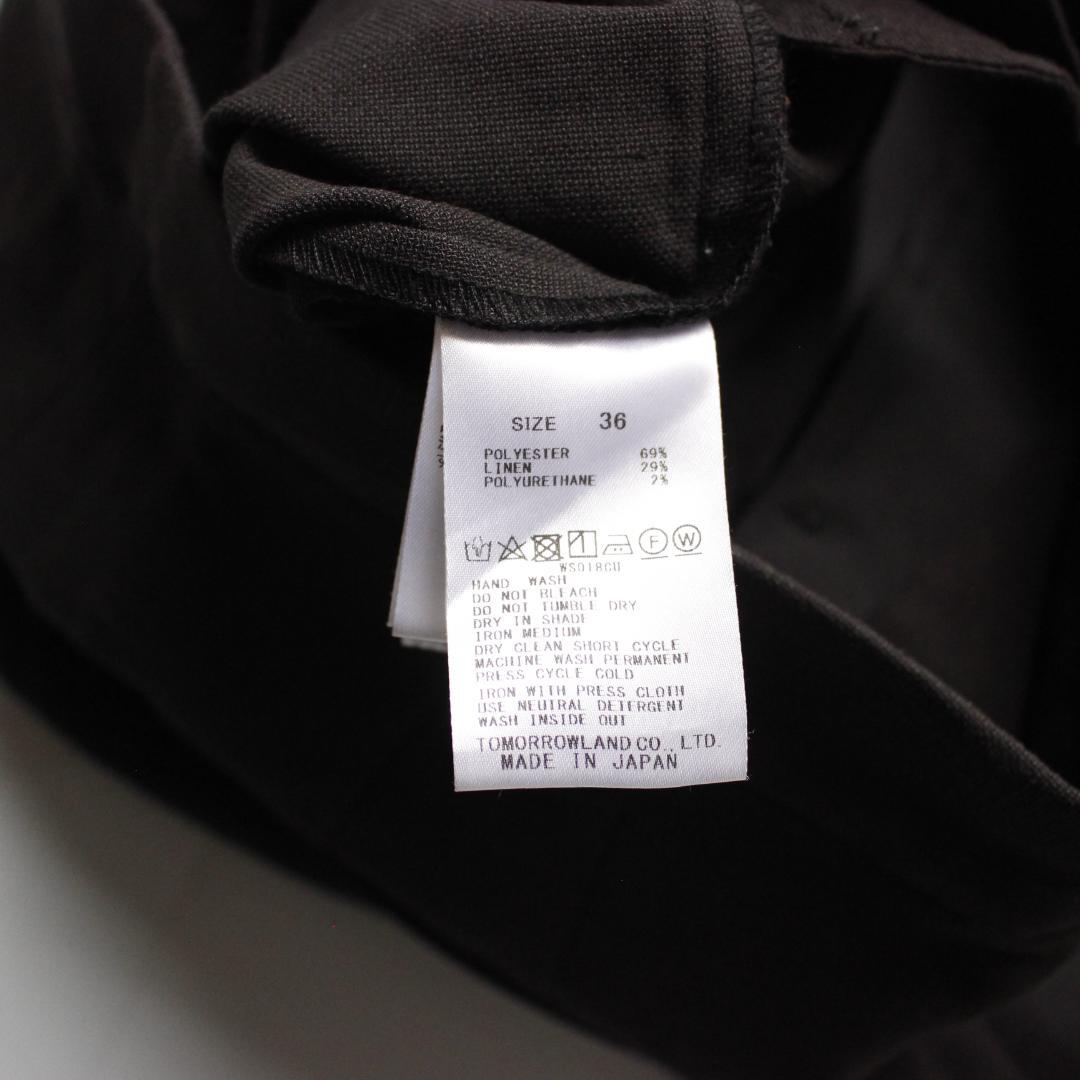 SIZE 36
POLYESTER 69%
LINEN 29%
POLYURETHANE 2%
F W
WS018CU
HAND WASH
DO NOT BLEACH
DO NOT TUMBLE DRY
DRY IN SHADE
IRON MEDIUM
DRY CLEAN SHORT CYCLE
MACHINE WASH PERMANENT
PRESS CYCLE COLD
IRON WITH PRESS CLOTH
USE NEUTRAL DETERGENT
WASH INSIDE OUT
TOMORROWLAND CO., LTD.
MADE IN JAPAN